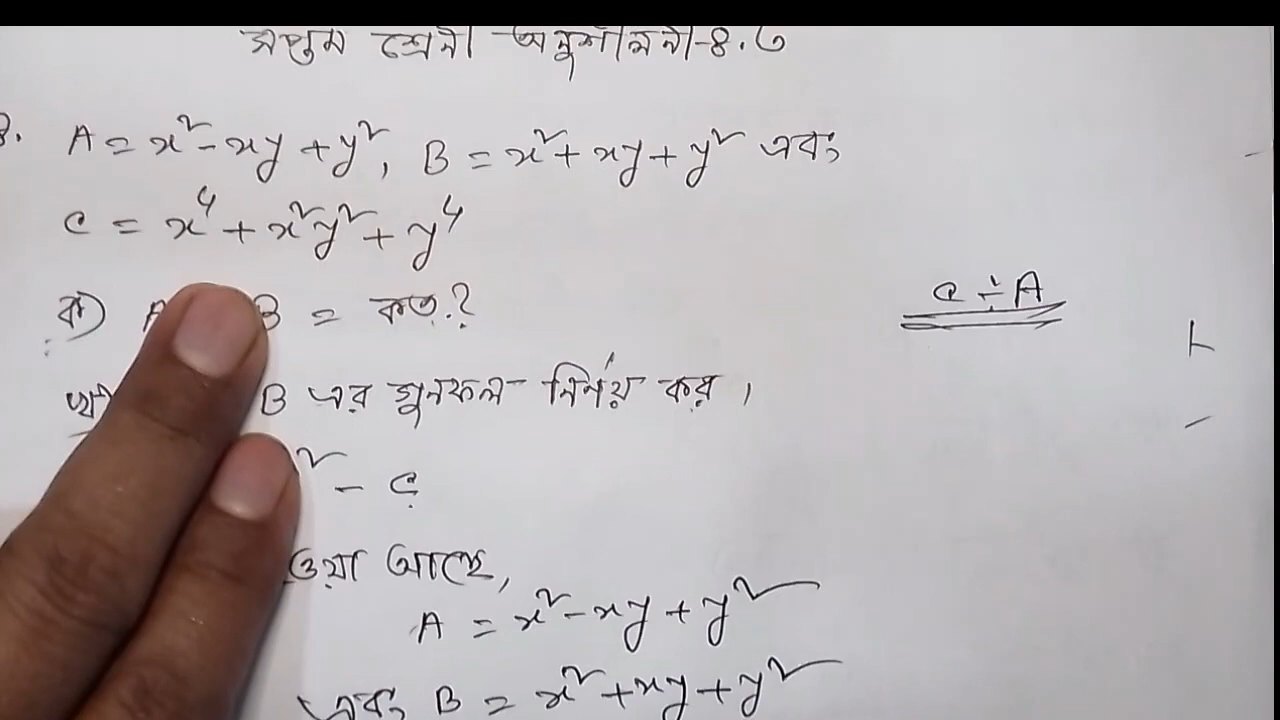 সপ্তম শ্রেনী অনুশীলনী-৪.৩
A = x² - xy + y², B = x² + xy + y² এবং
C = x⁴ + x²y² + y⁴
C ÷ A
ক) A B = কত?
খ) B এর গুনফল নির্ণয় কর।
² - C
ওয়া আছে,
A = x² - xy + y²
এবং B = x² + xy + y²